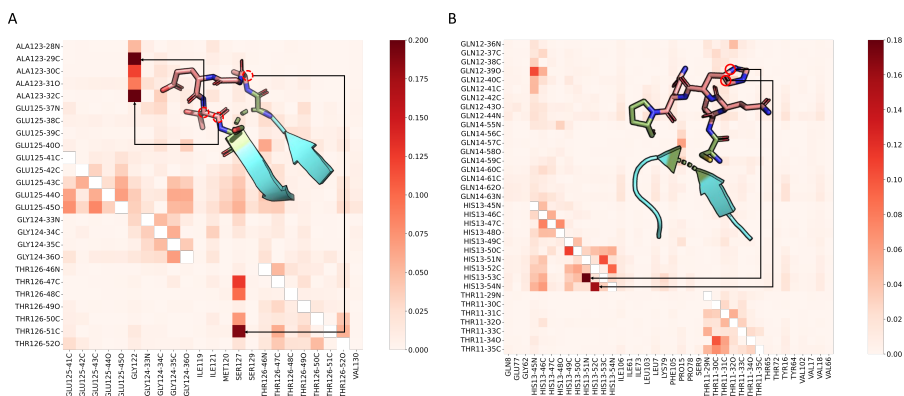 A
ALA123-28N
ALA123-29C
ALA123-30C
ALA123-31O
ALA123-32C
GLU125-37N
GLU125-38C
GLU125-39C
GLU125-40O
GLU125-41C
GLU125-42C
GLU125-43C
GLU125-44O
GLU125-45O
GLY124-33N
GLY124-34C
GLY124-35C
GLY124-36O
THR126-46N
THR126-47C
THR126-48C
THR126-49O
THR126-50C
THR126-51C
THR126-52O
GLU125-41C
GLU125-42C
GLU125-43C
GLU125-44O
GLU125-45O
GLY122
GLY124-33N
GLY124-34C
GLY124-35C
GLY124-36O
ILE119
ILE121
MET120
SER127
SER129
THR126-46N
THR126-47C
THR126-48C
THR126-49O
THR126-50C
THR126-51C
THR126-52O
VAL130
0.200
0.175
0.150
0.125
0.100
0.075
0.050
0.025
0.000
B
GLN12-36N
GLN12-37C
GLN12-38C
GLN12-39O
GLN12-40C
GLN12-41C
GLN12-42C
GLN12-43O
GLN12-44N
GLN14-55N
GLN14-56C
GLN14-57C
GLN14-58O
GLN14-59C
GLN14-60C
GLN14-61C
GLN14-62O
GLN14-63N
HIS13-45N
HIS13-46C
HIS13-47C
HIS13-48O
HIS13-49C
HIS13-50C
HIS13-51N
HIS13-52C
HIS13-53C
HIS13-54N
THR11-29N
THR11-30C
THR11-31C
THR11-32O
THR11-33C
THR11-34O
THR11-35C
GLN8
GLU7
GLY62
HIS13-45N
HIS13-46C
HIS13-47C
HIS13-48O
HIS13-49C
HIS13-50C
HIS13-51N
HIS13-52C
HIS13-53C
HIS13-54N
ILE106
ILE61
ILE73
LEU103
LEU7
LYS79
PHE105
PRO15
PRO78
SER9
THR11-29N
THR11-30C
THR11-31C
THR11-32O
THR11-33C
THR11-34O
THR11-35C
THR65
THR72
TYR16
TYR64
VAL102
VAL17
VAL18
VAL66
0.18
0.16
0.14
0.12
0.10
0.08
0.06
0.04
0.02
0.00